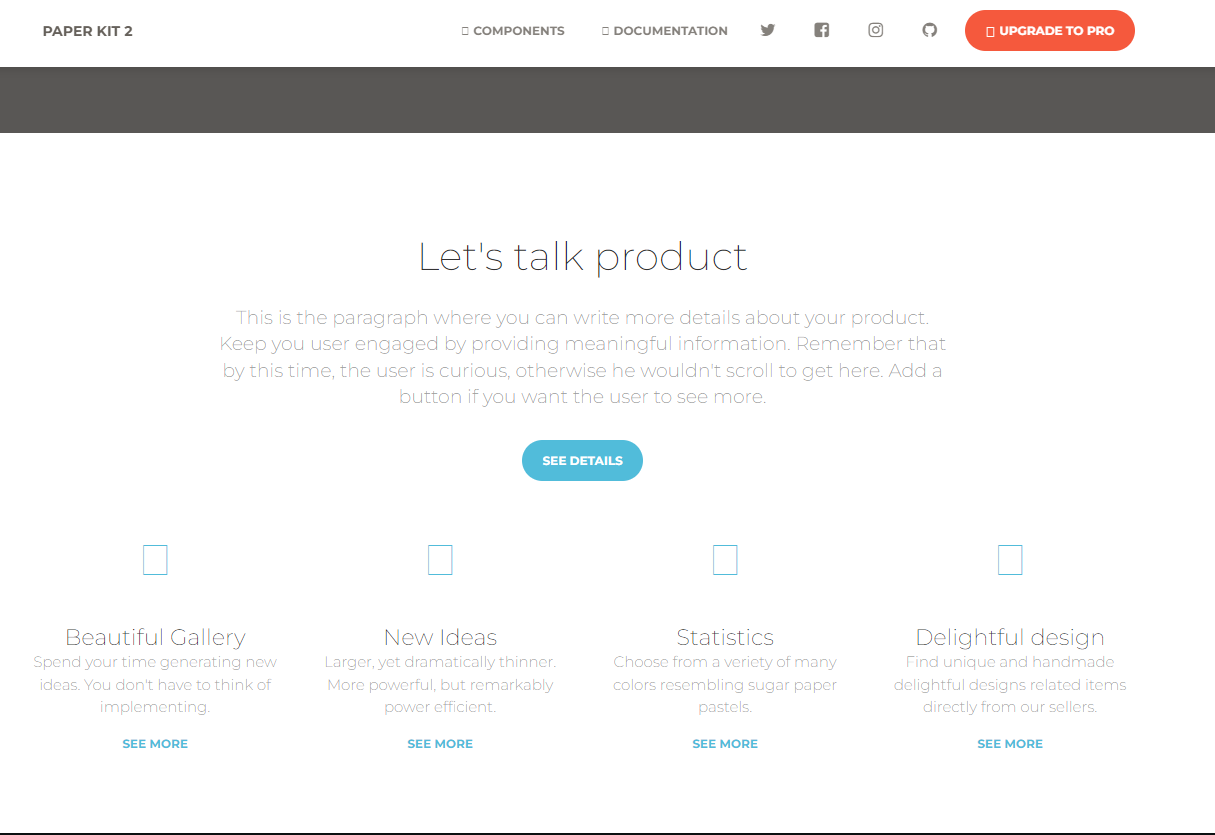 PAPER KIT 2
COMPONENTS
DOCUMENTATION
UPGRADE TO PRO
Let's talk product
This is the paragraph where you can write more details about your product.
Keep you user engaged by providing meaningful information. Remember that
by this time, the user is curious, otherwise he wouldn't scroll to get here. Add a
button if you want the user to see more.
SEE DETAILS
Beautiful Gallery
Spend your time generating new
ideas. You don't have to think of
implementing.
SEE MORE
New Ideas
Larger, yet dramatically thinner.
More powerful, but remarkably
power efficient.
SEE MORE
Statistics
Choose from a veriety of many
colors resembling sugar paper
pastels.
SEE MORE
Delightful design
Find unique and handmade
delightful designs related items
directly from our sellers.
SEE MORE